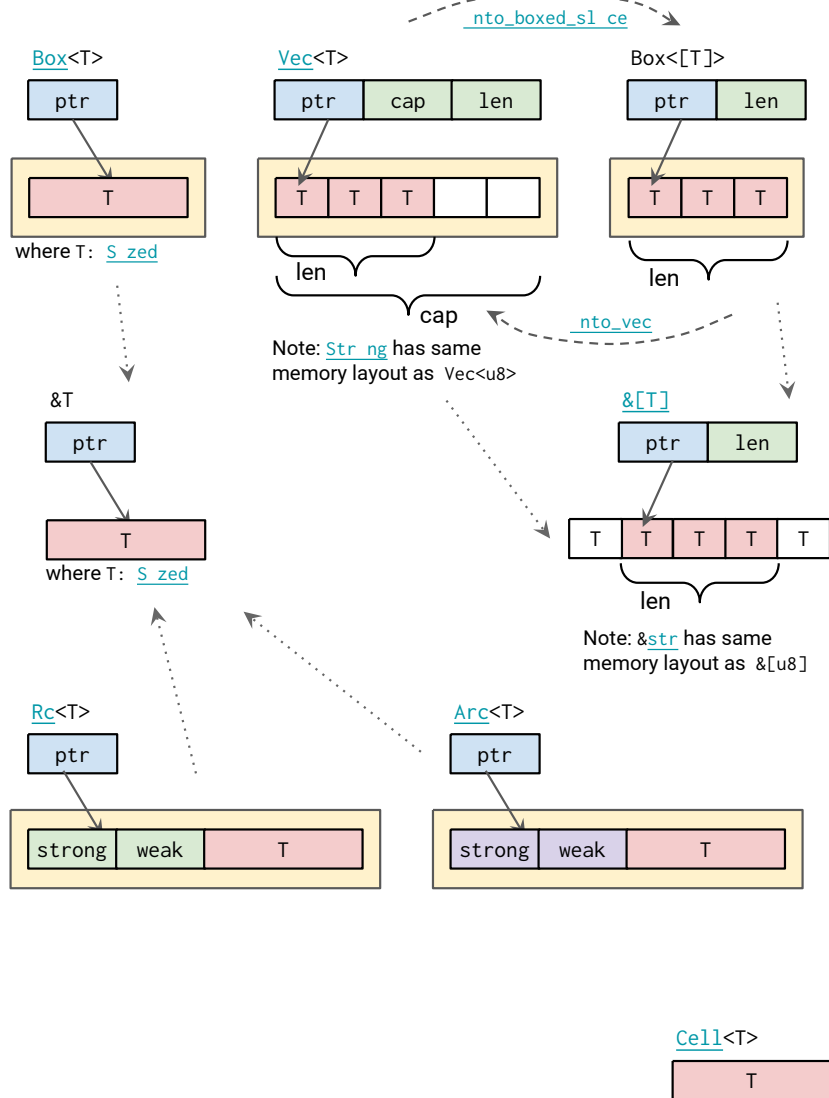 nto_boxed_sl ce
Box<T>
Vec<T>
Box<[T]>
ptr
ptr cap len
ptr len
T
T T T
T T T
where T: S zed
len
cap
len
nto_vec
Note: Str ng has same
memory layout as Vec<u8>
&T
&[T]
ptr
ptr len
T
T T T T T
where T: S zed
len
Note: &str has same
memory layout as &[u8]
Rc<T>
Arc<T>
ptr
ptr
strong weak T
strong weak T
Cell<T>
T